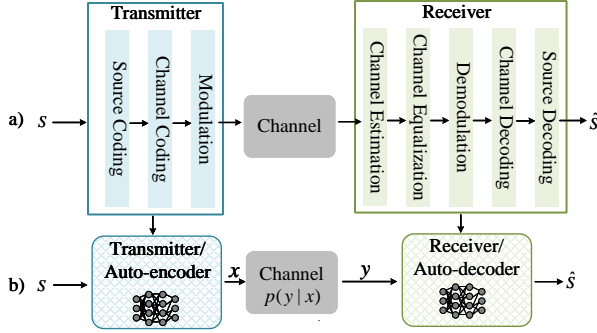 Transmitter
Receiver
a)
S
Source Coding
Channel Coding
Modulation
Channel
Channel Estimation
Channel Equalization
Demodulation
Channel Decoding
Source Decoding
Ŝ
b)
S
Transmitter/
Auto-encoder
x
Channel
p(y | x)
y
Receiver/
Auto-decoder
Ŝ